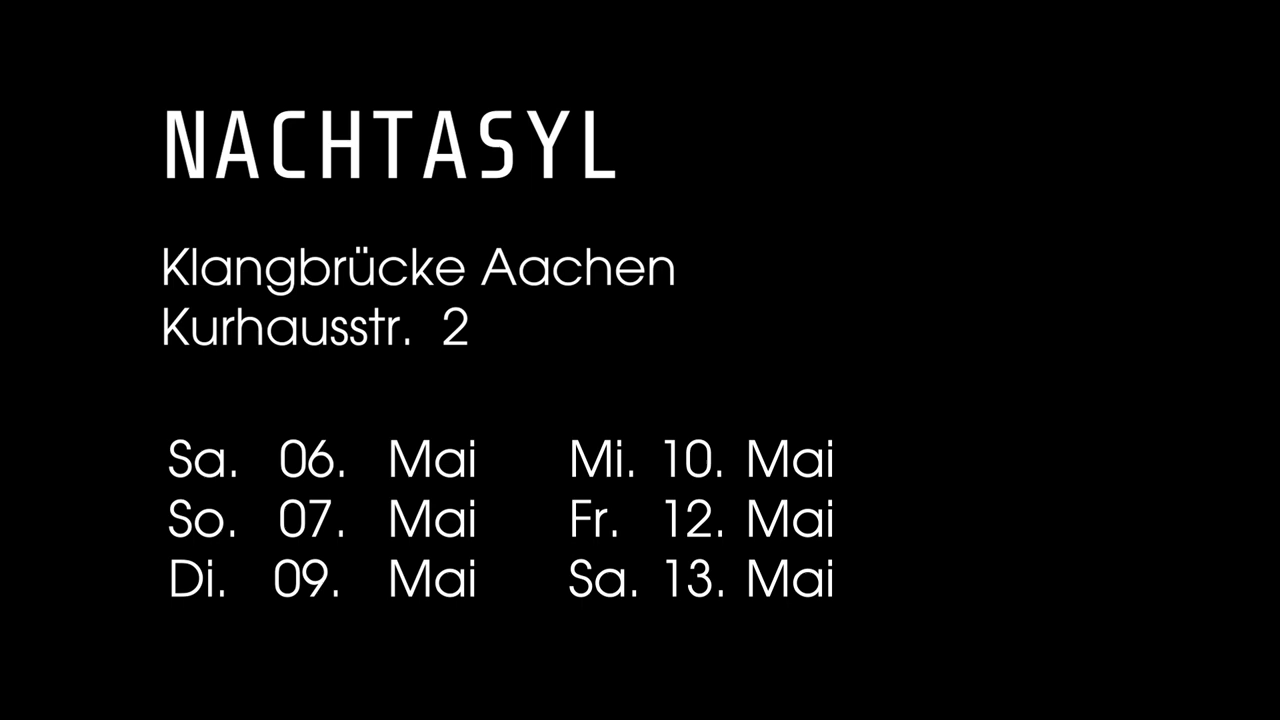 NACHTASYL
Klangbrücke Aachen
Kurhausstr. 2
Sa. 06. Mai Mi. 10. Mai
So. 07. Mai Fr. 12. Mai
Di. 09. Mai Sa. 13. Mai